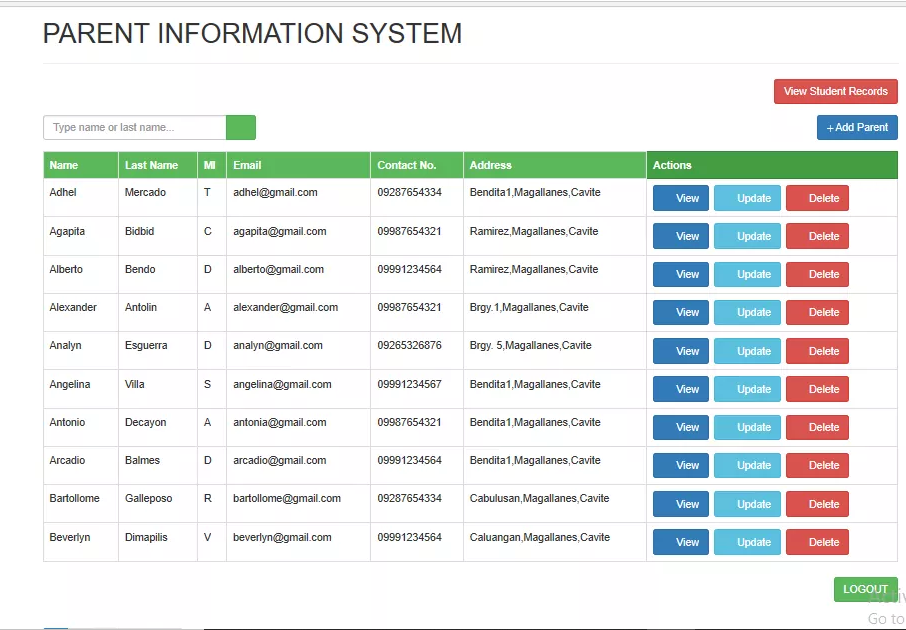 PARENT INFORMATION SYSTEM
View Student Records
Type name or last name...
+Add Parent
Name Last Name MI Email Contact No. Address Actions
Adhel Mercado T adhel@gmail.com 09287654334 Bendita1,Magallanes,Cavite View Update Delete
Agapita Bidbid C agapita@gmail.com 09987654321 Ramirez,Magallanes,Cavite View Update Delete
Alberto Bendo D alberto@gmail.com 09991234564 Ramirez,Magallanes,Cavite View Update Delete
Alexander Antolin A alexander@gmail.com 09987654321 Brgy.1,Magallanes,Cavite View Update Delete
Analyn Esguerra D analyn@gmail.com 09265326876 Brgy. 5,Magallanes,Cavite View Update Delete
Angelina Villa S angelina@gmail.com 09991234567 Bendita1,Magallanes,Cavite View Update Delete
Antonio Decayon A antonia@gmail.com 09987654321 Bendita1,Magallanes,Cavite View Update Delete
Arcadio Balmes D arcadio@gmail.com 09991234564 Bendita1,Magallanes,Cavite View Update Delete
Bartollome Galleposo R bartollome@gmail.com 09287654334 Cabulusan,Magallanes,Cavite View Update Delete
Beverlyn Dimapilis V beverlyn@gmail.com 09991234564 Caluangan,Magallanes,Cavite View Update Delete
LOGOUT
Go to